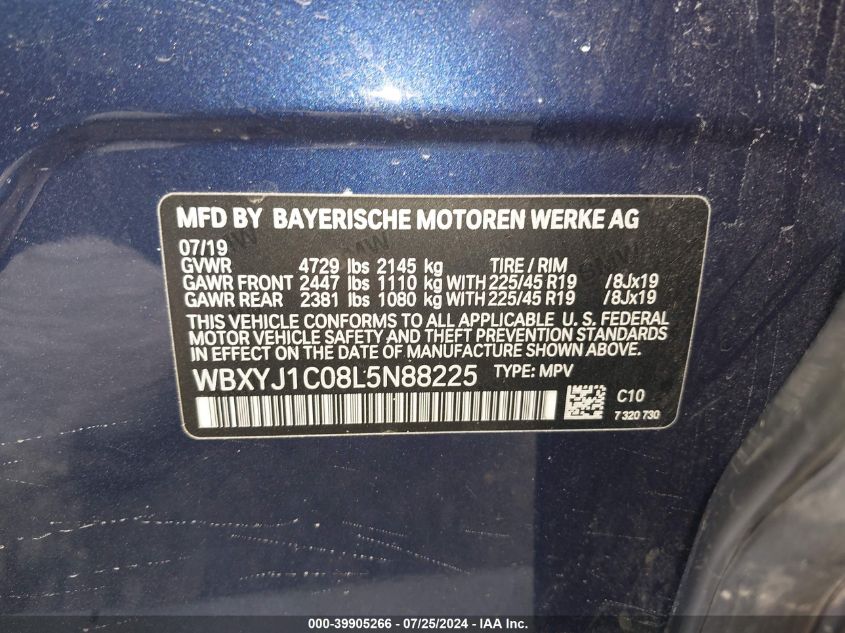 MFD BY BAYERISCHE MOTOREN WERKE AG
07/19
GVWR 4729 lbs 2145 kg TIRE / RIM
GAWR FRONT 2447 lbs 1110 kg WITH 225/45 R19 /8Jx19
GAWR REAR 2381 lbs 1080 kg WITH 225/45 R19 /8Jx19
THIS VEHICLE CONFORMS TO ALL APPLICABLE U. S. FEDERAL
MOTOR VEHICLE SAFETY AND THEFT PREVENTION STANDARDS
IN EFFECT ON THE DATE OF MANUFACTURE SHOWN ABOVE.
WBXYJ1C08L5N88225 TYPE: MPV
C10
7 320 730
000-39905266 - 07/25/2024 - IAA Inc.